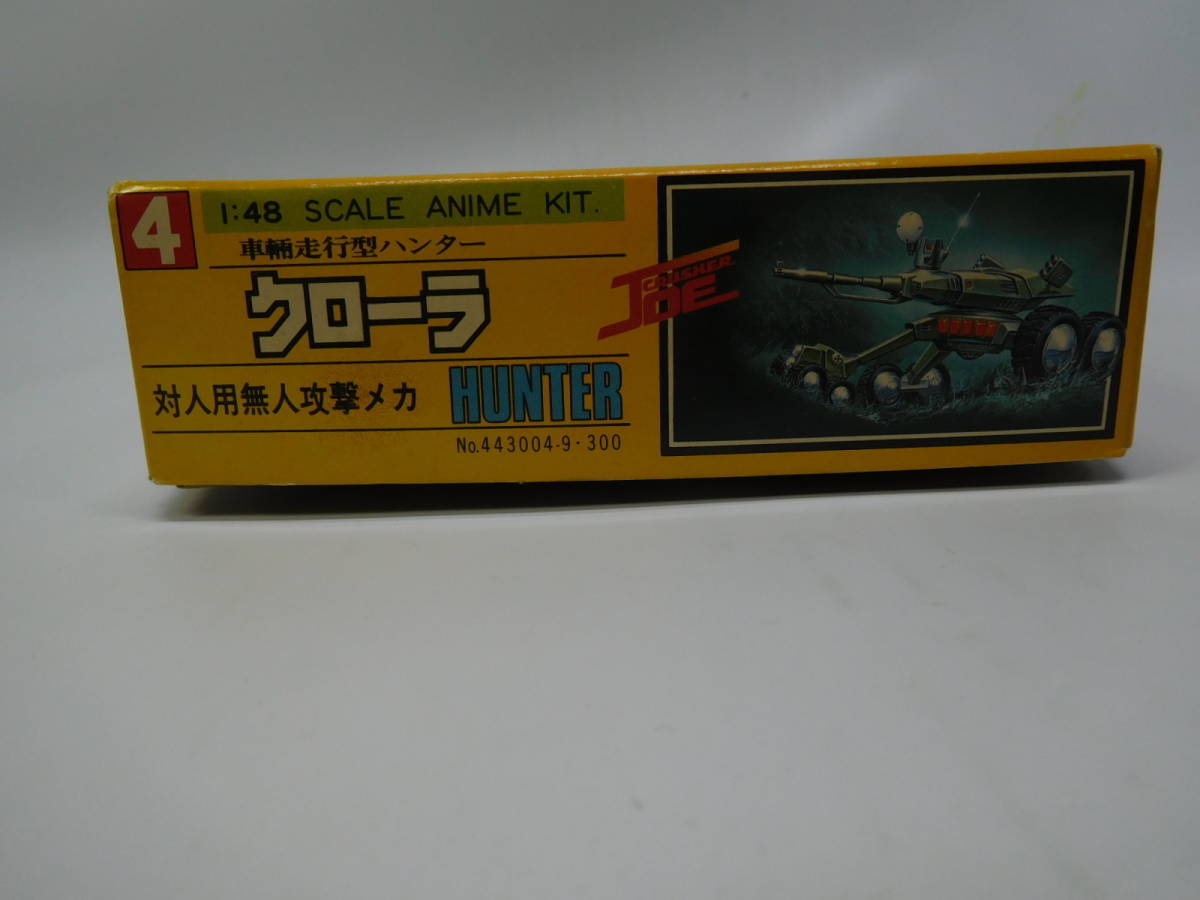 4
1:48 SCALE ANIME KIT.
車輌走行型ハンター
クローラ
対人用無人攻撃メカ
HUNTER
No.443004-9・300
CRUSHER
JOE